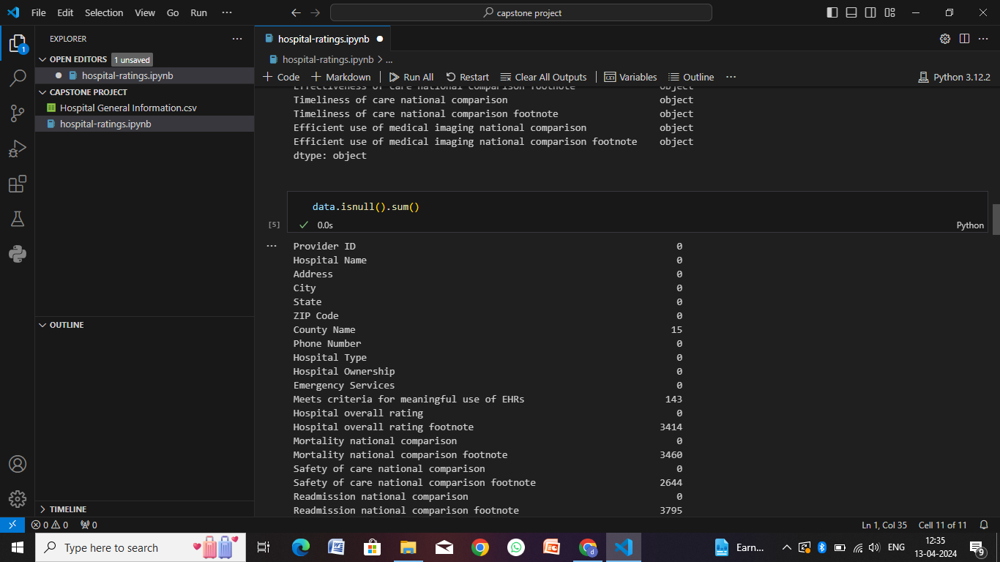 File Edit Selection View Go Run ···
capstone project
EXPLORER
OPEN EDITORS 1 unsaved
hospital-ratings.ipynb
CAPSTONE PROJECT
Hospital General Information.csv
hospital-ratings.ipynb
OUTLINE
TIMELINE
1
hospital-ratings.ipynb
hospital-ratings.ipynb > ...
+ Code + Markdown Run All Restart Clear All Outputs Variables Outline ··· Python 3.12.2
Effectiveness of care national comparison footnote object
Timeliness of care national comparison object
Timeliness of care national comparison footnote object
Efficient use of medical imaging national comparison object
Efficient use of medical imaging national comparison footnote object
dtype: object
data.isnull().sum()
[5] 0.0s Python
Provider ID 0
Hospital Name 0
Address 0
City 0
State 0
ZIP Code 0
County Name 15
Phone Number 0
Hospital Type 0
Hospital Ownership 0
Emergency Services 0
Meets criteria for meaningful use of EHRs 143
Hospital overall rating 0
Hospital overall rating footnote 3414
Mortality national comparison 0
Mortality national comparison footnote 3460
Safety of care national comparison 0
Safety of care national comparison footnote 2644
Readmission national comparison 0
Readmission national comparison footnote 3795
0 0 0 Ln 1, Col 35 Cell 11 of 11
Type here to search
Earn... ENG
12:35
13-04-2024
9